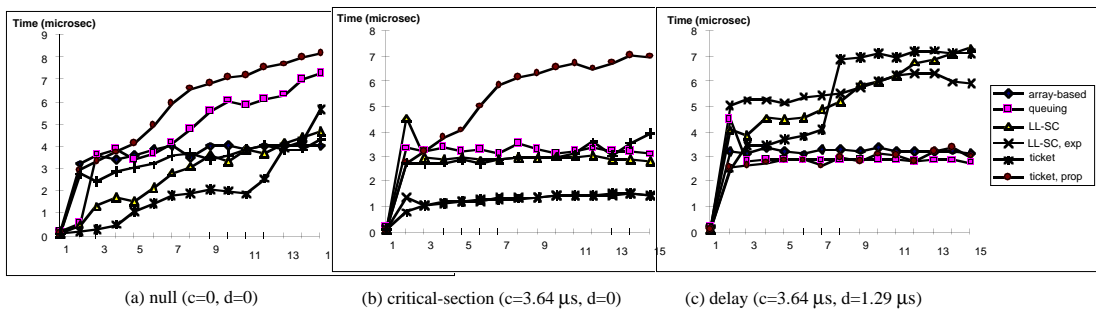 Time (microsec)
9
8
7
6
5
4
3
2
1
0
1 3 5 7 9 11 13 1
Time (microsec)
8
7
6
5
4
3
2
1
0
1 3 5 7 9 11 13 15
Time (microsec)
8
7
6
5
4
3
2
1
0
1 3 5 7 9 11 13 15
array-based
queuing
LL-SC
LL-SC, exp
ticket
ticket, prop
(a) null (c=0, d=0)
(b) critical-section (c=3.64 µs, d=0)
(c) delay (c=3.64 µs, d=1.29 µs)